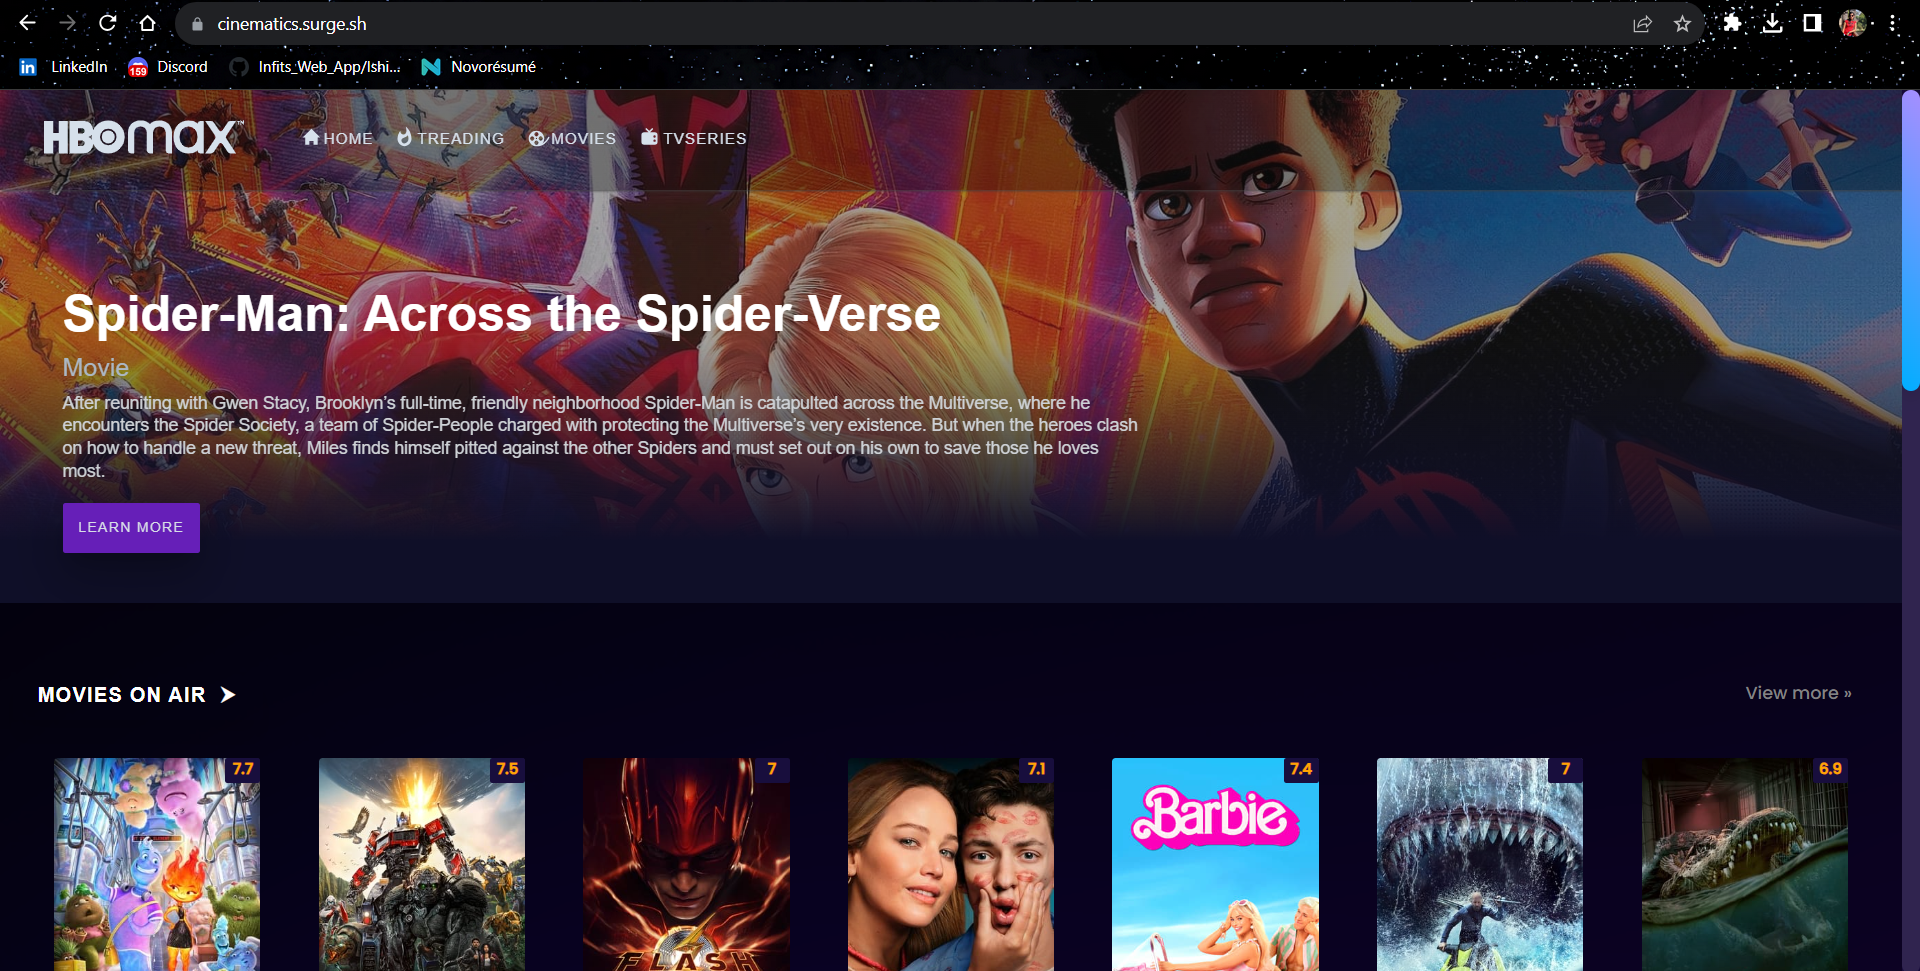 cinematics.surge.sh
in LinkedIn
159 Discord
Infits_Web_App/Ishi...
N Novorésumé
HBOmax™
HOME
TREADING
MOVIES
TVSERIES
Spider-Man: Across the Spider-Verse
Movie
After reuniting with Gwen Stacy, Brooklyn’s full-time, friendly neighborhood Spider-Man is catapulted across the Multiverse, where he
encounters the Spider Society, a team of Spider-People charged with protecting the Multiverse’s very existence. But when the heroes clash
on how to handle a new threat, Miles finds himself pitted against the other Spiders and must set out on his own to save those he loves
most.
LEARN MORE
MOVIES ON AIR
View more »
7.7
7.5
7
7.1
7.4
7
6.9
Barbie
FLASH